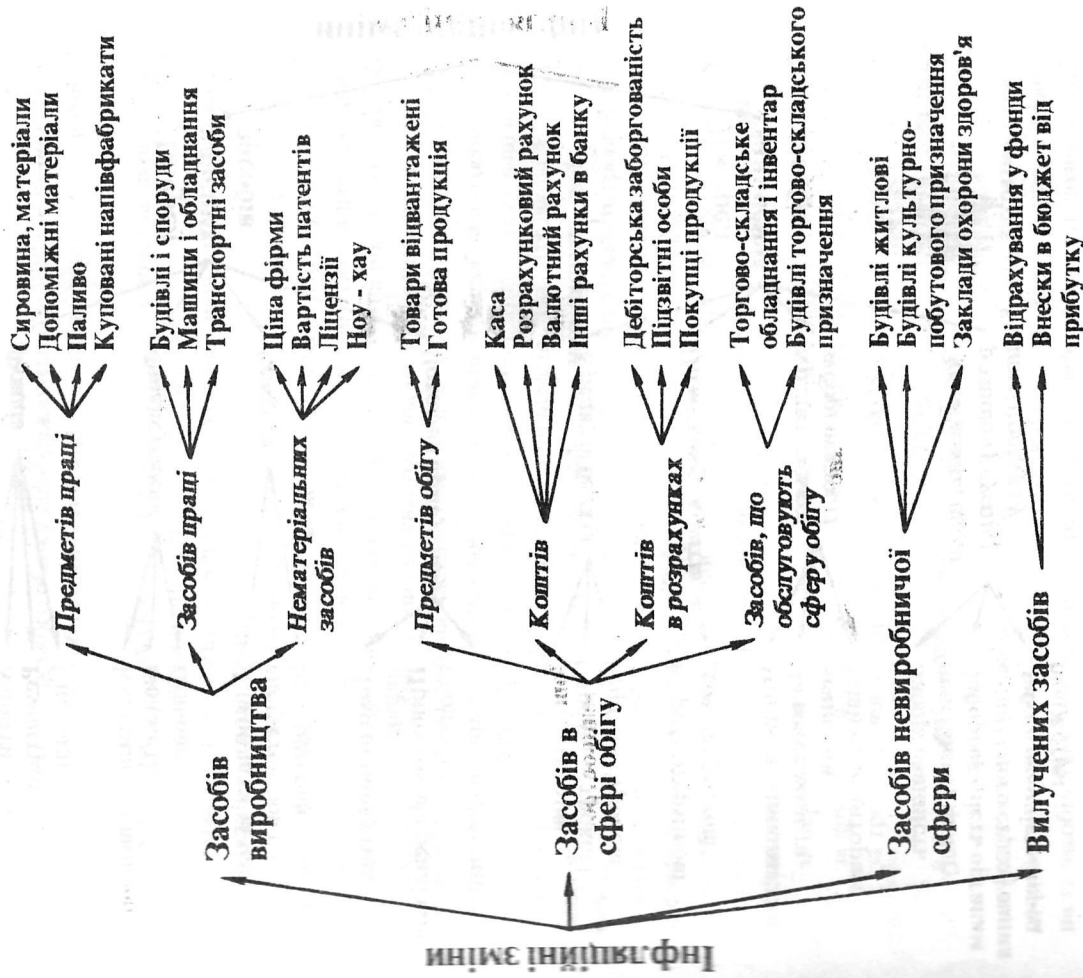 Інфляційні зміни
Засобів
виробництва
Предметів праці
Сировина, матеріали
Допоміжні матеріали
Паливо
Куповані напівфабрикати
Засобів праці
Будівлі і споруди
Машини і обладнання
Транспортні засоби
Нематеріальних
засобів
Ціна фірми
Вартість патентів
Ліцензії
Ноу - хау
Засобів в
сфері обігу
Предметів обігу
Товари відвантажені
Готова продукція
Коштів
Каса
Розрахунковий рахунок
Валютний рахунок
Інші рахунки в банку
Коштів
в розрахунках
Дебіторська заборгованість
Підзвітні особи
Покупці продукції
Засобів, що
обслуговують
сферу обігу
Торгово-складське
обладнання і інвентар
Будівлі торгово-складського
призначення
Засобів невиробничої
сфери
Будівлі житлові
Будівлі культурно-
побутового призначення
Заклади охорони здоров'я
Вилучених засобів
Відрахування у фонди
Внески в бюджет від
прибутку